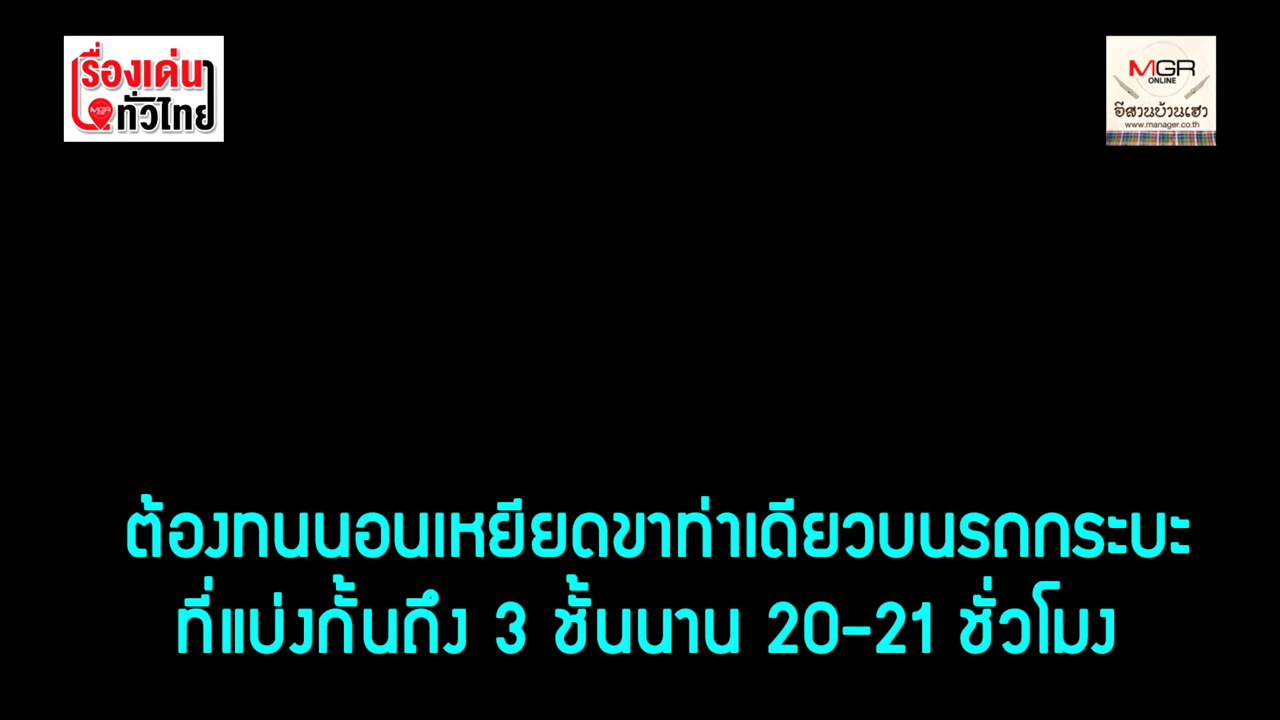 เรื่องเด่น
MGR
ทั่วไทย
MGR
ONLINE
อีสานบ้านเฮา
www.manager.co.th
ต้องทนนอนเหยียดขาท่าเดียวบนรถกระบะ
ที่แบ่งกั้นถึง 3 ชั้นนาน 20-21 ชั่วโมง